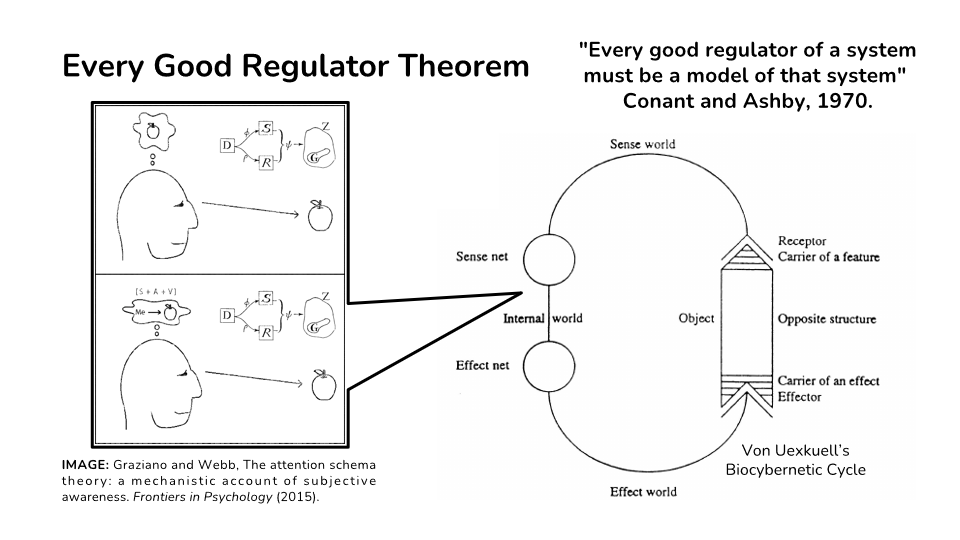 Every Good Regulator Theorem
"Every good regulator of a system
must be a model of that system"
Conant and Ashby, 1970.
D
ϕ
S
ρ
R
ψ
Z
G
[S + A + V]
Me
D
ϕ
S
ρ
R
ψ
Z
G
IMAGE: Graziano and Webb, The attention schema
theory: a mechanistic account of subjective
awareness. Frontiers in Psychology (2015).
Sense world
Sense net
Internal world
Effect net
Effect world
Receptor
Carrier of a feature
Object
Opposite structure
Carrier of an effect
Effector
Von Uexkuell's
Biocybernetic Cycle